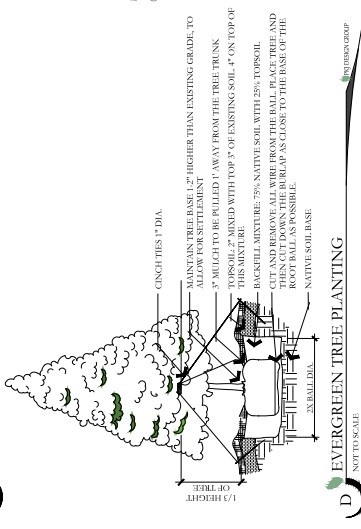 CINCH TIES 1" DIA.
MAINTAIN TREE BASE 1-2" HIGHER THAN EXISTING GRADE, TO
ALLOW FOR SETTLEMENT
3" MULCH TO BE PULLED 1' AWAY FROM THE TREE TRUNK
TOPSOIL: 2" MIXED WITH TOP 3" OF EXISTING SOIL, 4" ON TOP OF
THIS MIXTURE
BACKFILL MIXTURE: 75% NATIVE SOIL WITH 25% TOPSOIL
CUT AND REMOVE ALL WIRE FROM THE BALL. PLACE TREE AND
THEN CUT DOWN THE BURLAP AS CLOSE TO THE BASE OF THE
ROOT BALL AS POSSIBLE.
NATIVE SOIL BASE
1/3 HEIGHT
OF TREE
2X BALL DIA.
D EVERGREEN TREE PLANTING
NOT TO SCALE
PKJ DESIGN GROUP